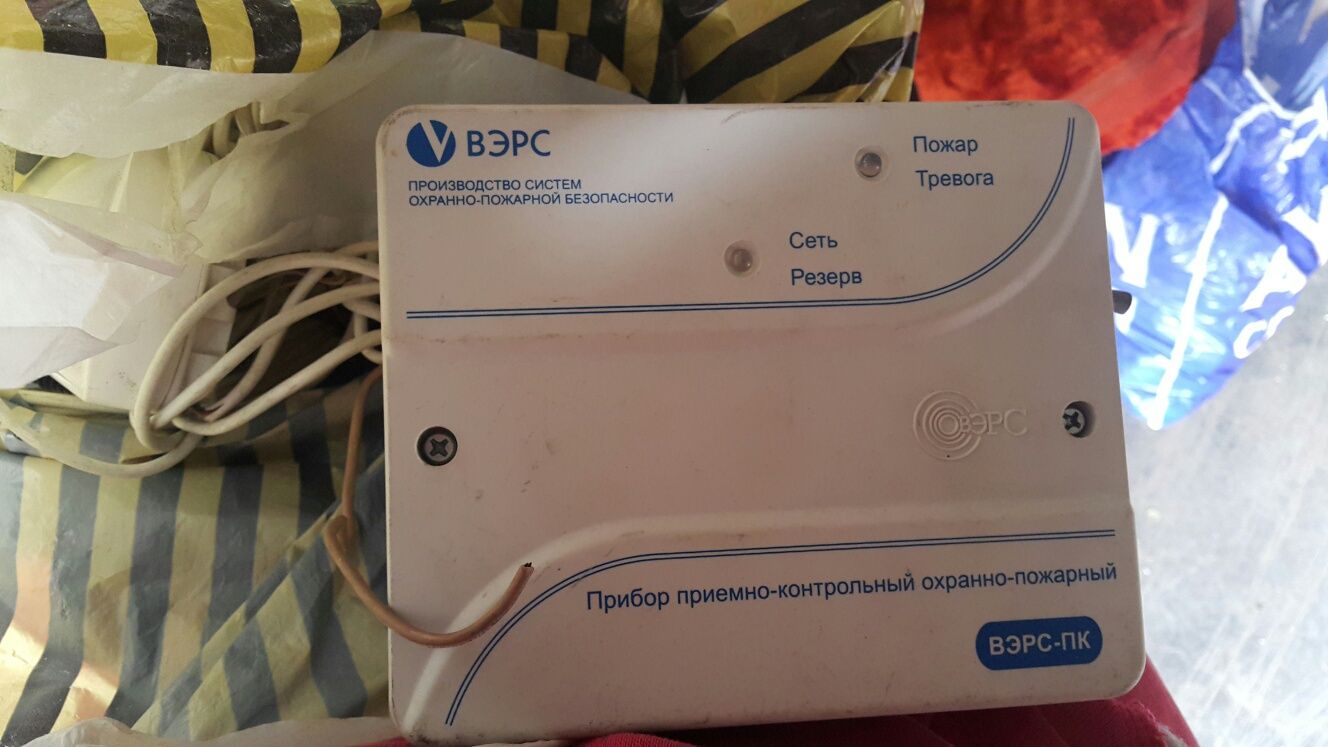 ВЭРС
ПРОИЗВОДСТВО СИСТЕМ
ОХРАННО-ПОЖАРНОЙ БЕЗОПАСНОСТИ
Пожар
Тревога
Сеть
Резерв
ВЭРС
Прибор приемно-контрольный охранно-пожарный
ВЭРС-ПК